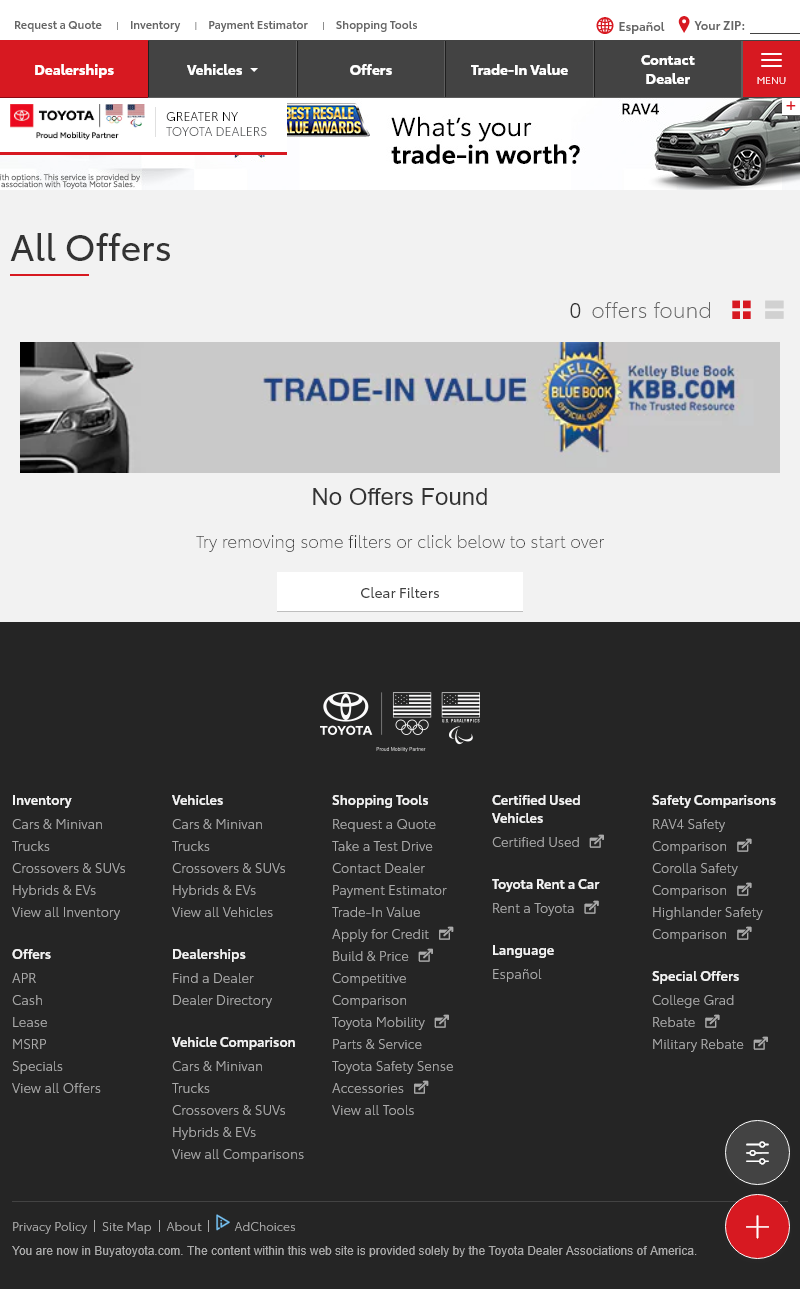 Request a Quote
Inventory
Payment Estimator
Shopping Tools
Español
Your ZIP:
Dealerships
Vehicles
Offers
Trade-In Value
Contact
Dealer
MENU
TOYOTA
Proud Mobility Partner
GREATER NY
TOYOTA DEALERS
BEST RESALE
VALUE AWARDS
What's your
trade-in worth?
RAV4
ith options. This service is provided by
association with Toyota Motor Sales.
All Offers
0 offers found
TRADE-IN VALUE
KELLEY
BLUE BOOK
OFFICIAL GUIDE
Kelley Blue Book
KBB.COM
The Trusted Resource
No Offers Found
Try removing some filters or click below to start over
Clear Filters
TOYOTA
U.S. PARALYMPICS
Proud Mobility Partner
Inventory
Cars & Minivan
Trucks
Crossovers & SUVs
Hybrids & EVs
View all Inventory
Offers
APR
Cash
Lease
MSRP
Specials
View all Offers
Vehicles
Cars & Minivan
Trucks
Crossovers & SUVs
Hybrids & EVs
View all Vehicles
Dealerships
Find a Dealer
Dealer Directory
Vehicle Comparison
Cars & Minivan
Trucks
Crossovers & SUVs
Hybrids & EVs
View all Comparisons
Shopping Tools
Request a Quote
Take a Test Drive
Contact Dealer
Payment Estimator
Trade-In Value
Apply for Credit
Build & Price
Competitive
Comparison
Toyota Mobility
Parts & Service
Toyota Safety Sense
Accessories
View all Tools
Certified Used
Vehicles
Certified Used
Toyota Rent a Car
Rent a Toyota
Language
Español
Safety Comparisons
RAV4 Safety
Comparison
Corolla Safety
Comparison
Highlander Safety
Comparison
Special Offers
College Grad
Rebate
Military Rebate
Privacy Policy | Site Map | About | AdChoices
You are now in Buyatoyota.com. The content within this web site is provided solely by the Toyota Dealer Associations of America.